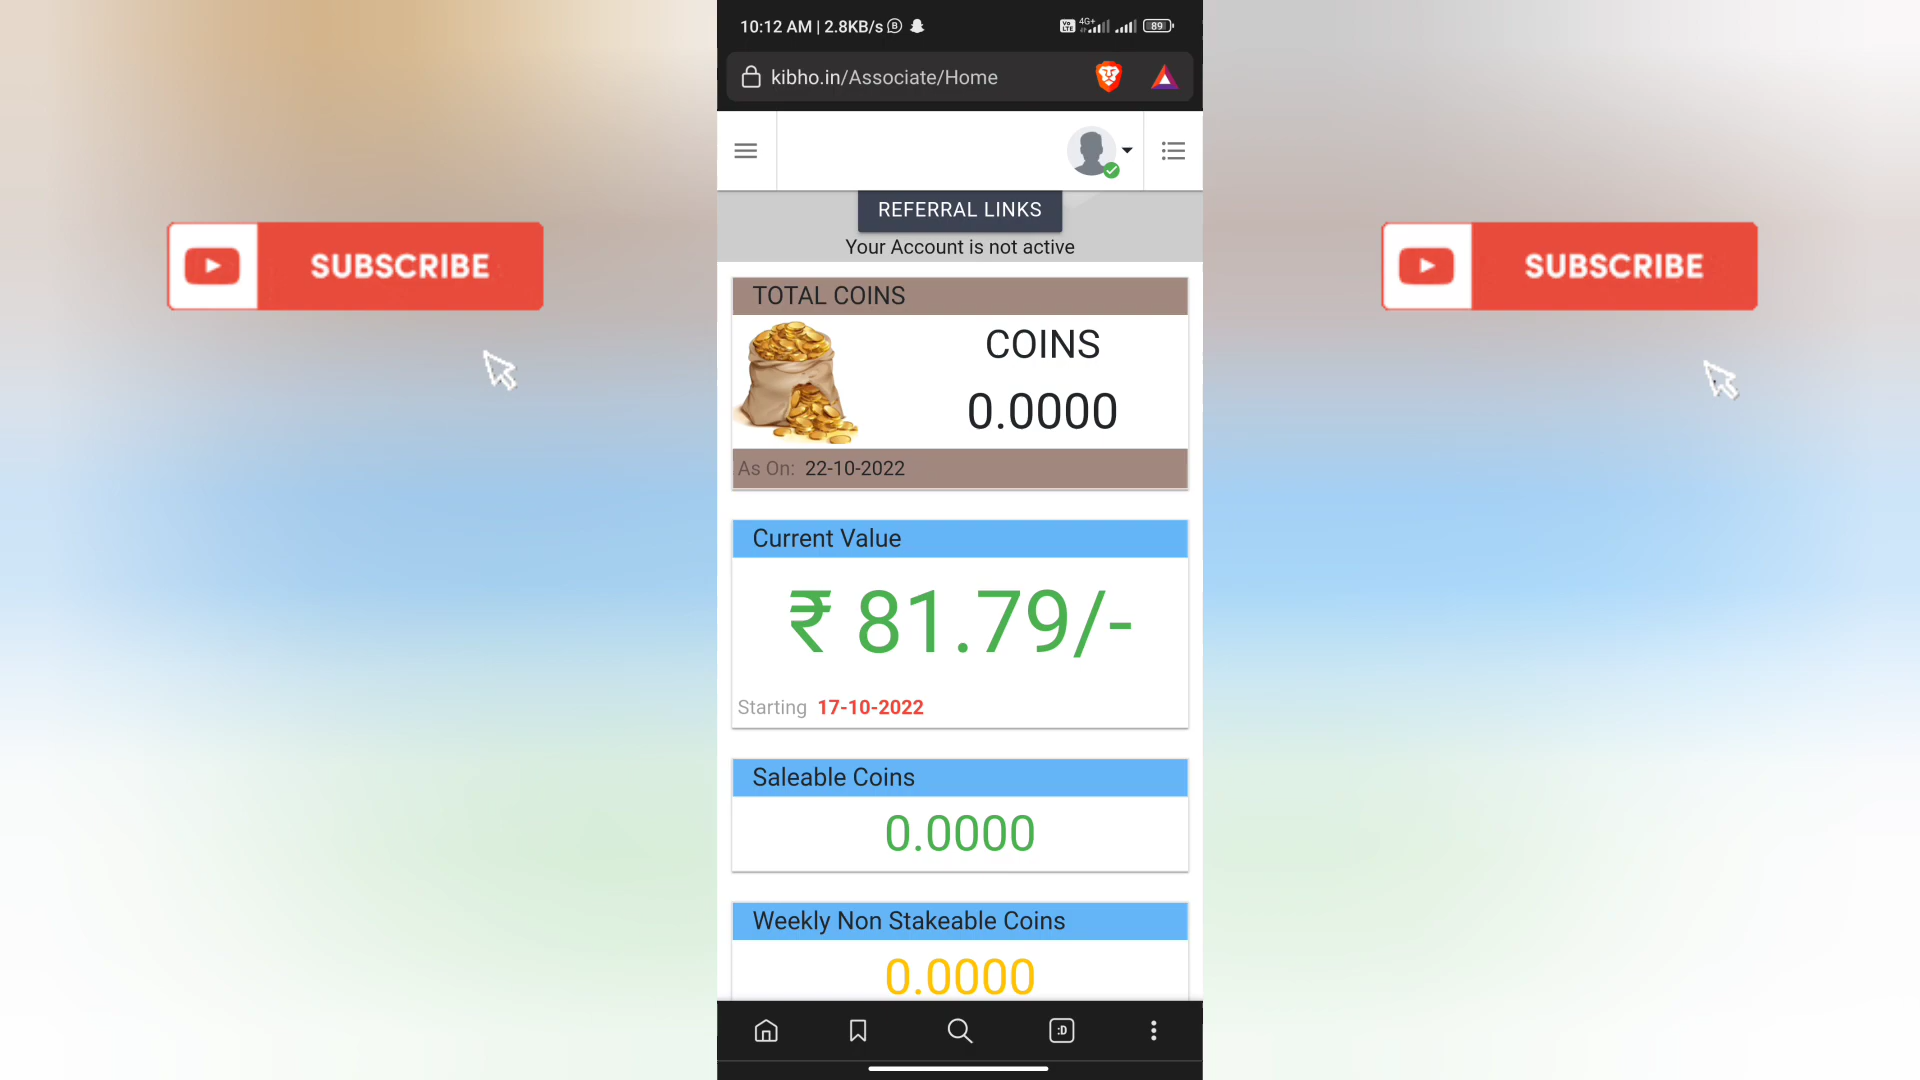 10:12 AM | 2.8KB/s
4G+
89
kibho.in/Associate/Home
REFERRAL LINKS
Your Account is not active
SUBSCRIBE
SUBSCRIBE
TOTAL COINS
COINS
0.0000
As On: 22-10-2022
Current Value
₹ 81.79/-
Starting 17-10-2022
Saleable Coins
0.0000
Weekly Non Stakeable Coins
0.0000
:D